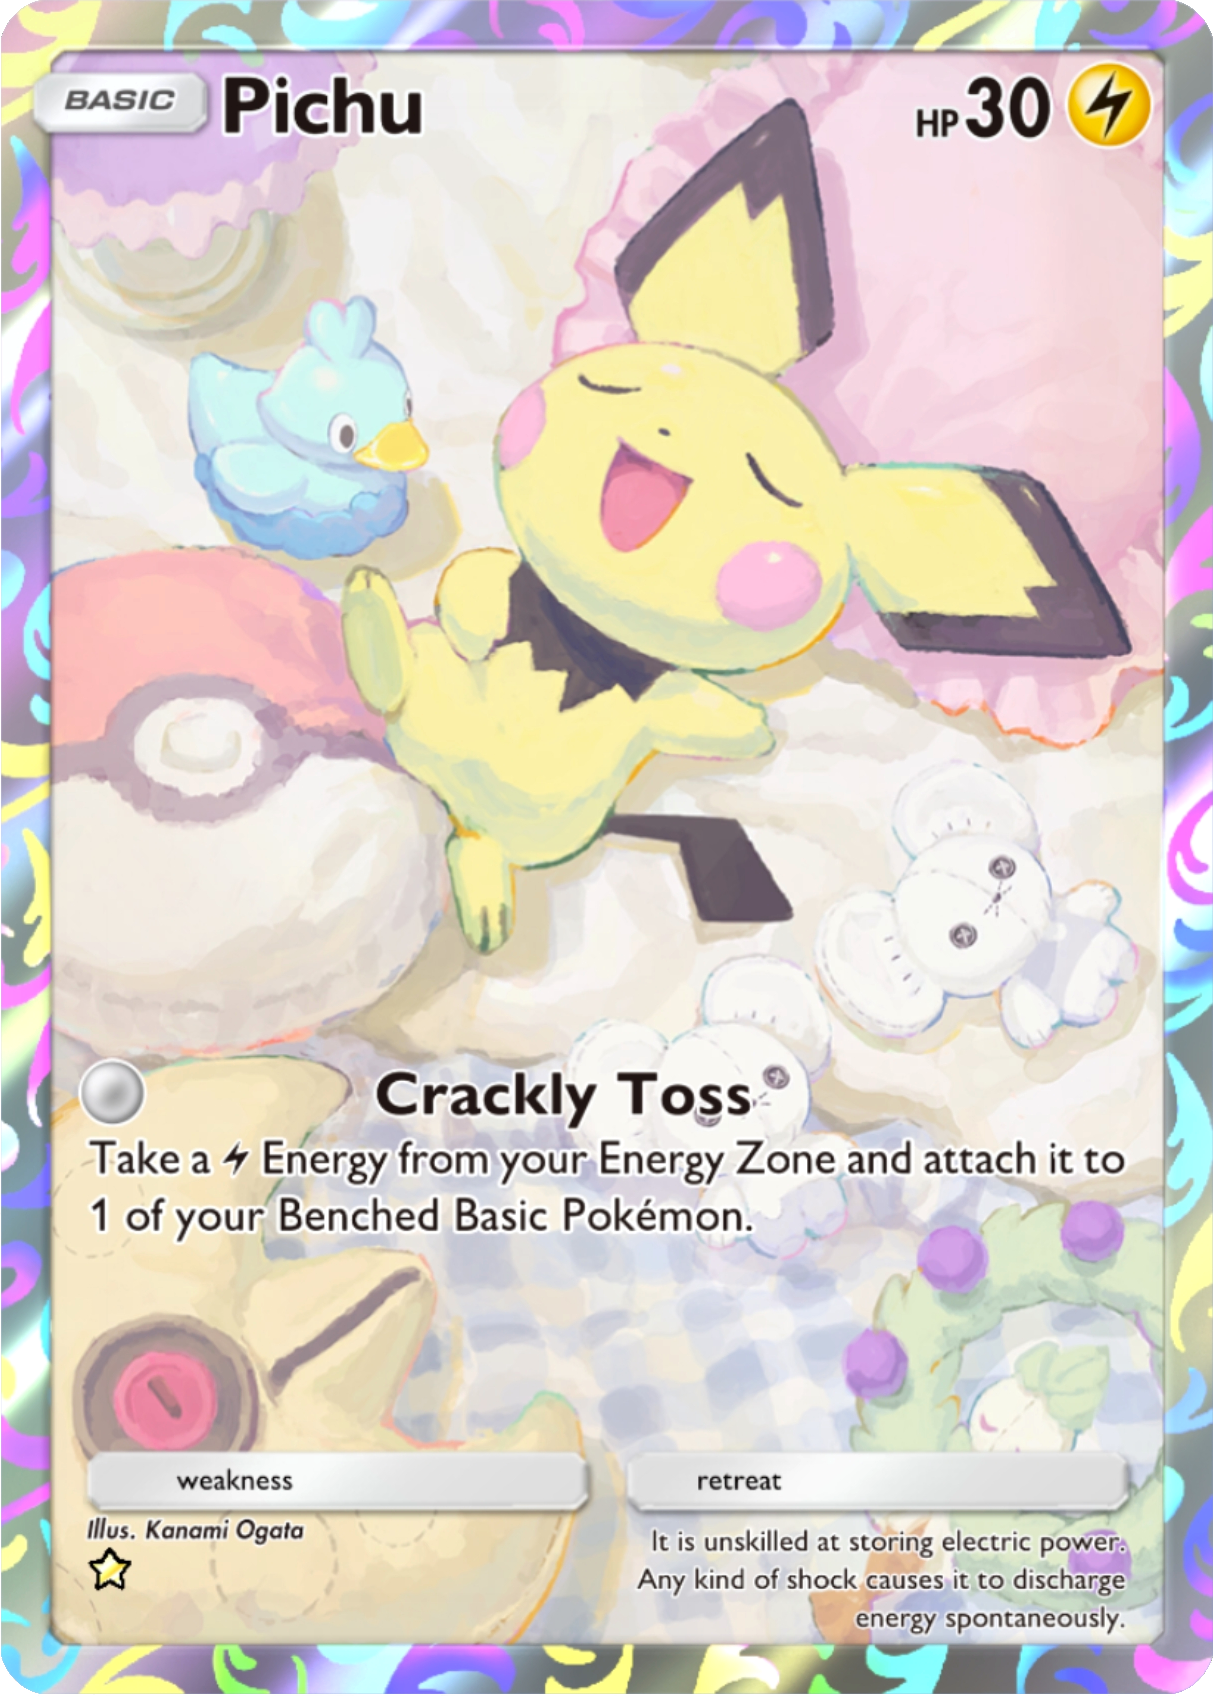 BASIC Pichu HP 30
Crackly Toss
Take a Energy from your Energy Zone and attach it to
1 of your Benched Basic Pokémon.
weakness
retreat
Illus. Kanami Ogata
It is unskilled at storing electric power.
Any kind of shock causes it to discharge
energy spontaneously.